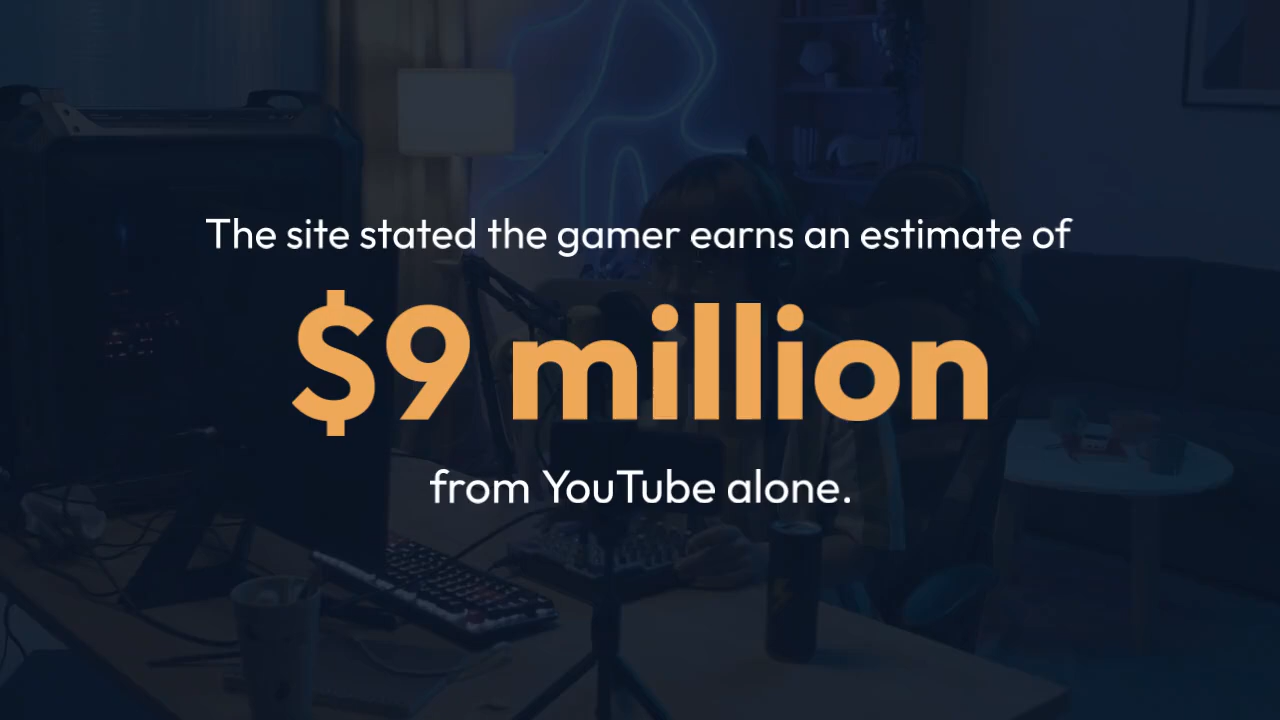 The site stated the gamer earns an estimate of
$9 million
from YouTube alone.